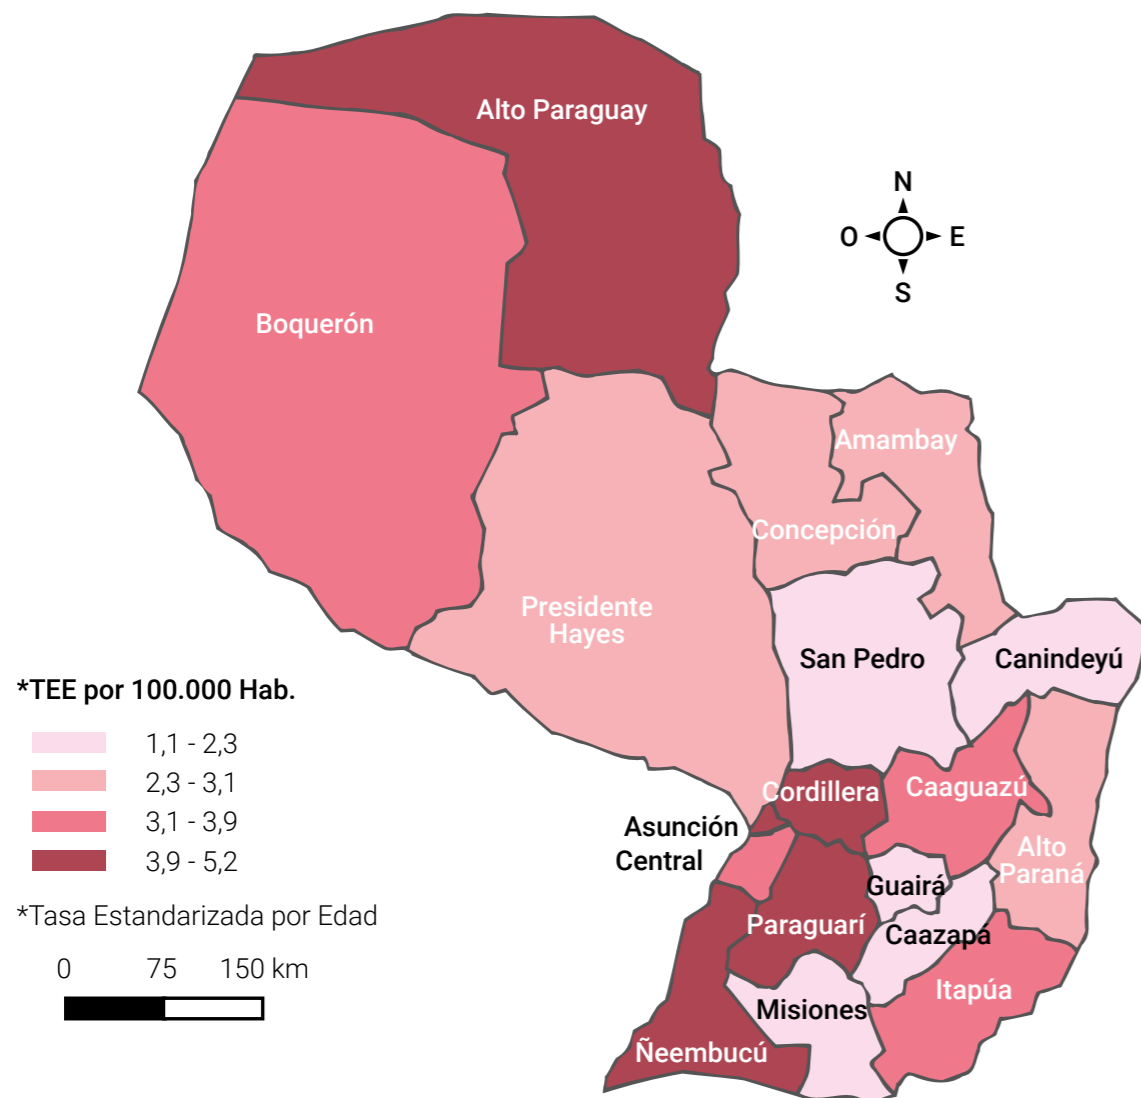 Alto Paraguay
N
O
E
S
Boquerón
Amambay
Concepción
Presidente
Hayes
San Pedro
Canindeyú
*TEE por 100.000 Hab.
1,1 - 2,3
2,3 - 3,1
3,1 - 3,9
3,9 - 5,2
*Tasa Estandarizada por Edad
0 75 150 km
Cordillera
Caaguazú
Asunción
Central
Alto
Paraná
Guairá
Paraguarí
Caazapá
Itapúa
Misiones
Ñeembucú